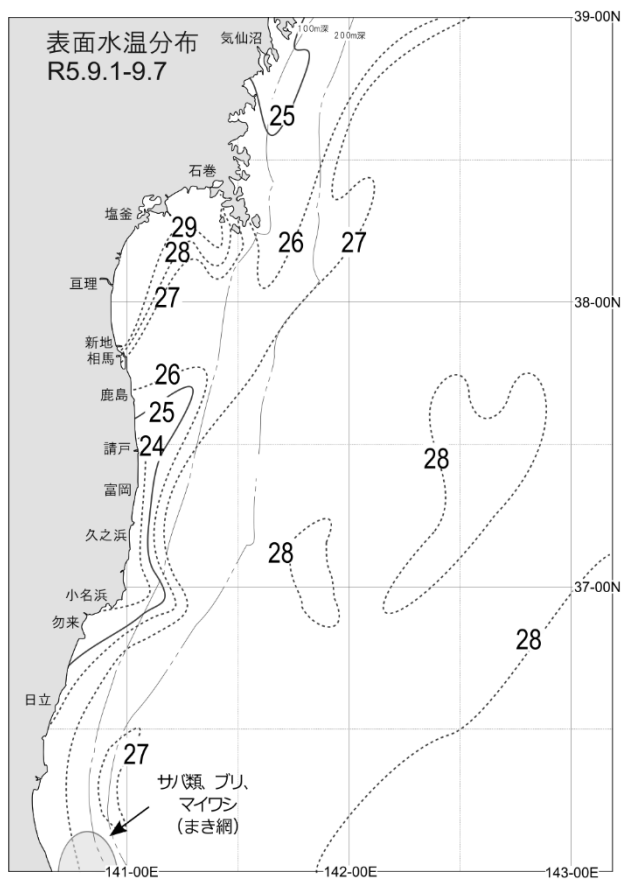 表面水温分布
R5.9.1-9.7
気仙沼
100m深
200m深
39-00N
25
石巻
塩釜
29
28
26
27
亘理
27
38-00N
新地
相馬
26
鹿島
25
請戸
24
28
富岡
久之浜
28
小名浜
37-00N
勿来
28
日立
27
サバ類、ブリ、
マイワシ
(まき網)
141-00E
142-00E
143-00E